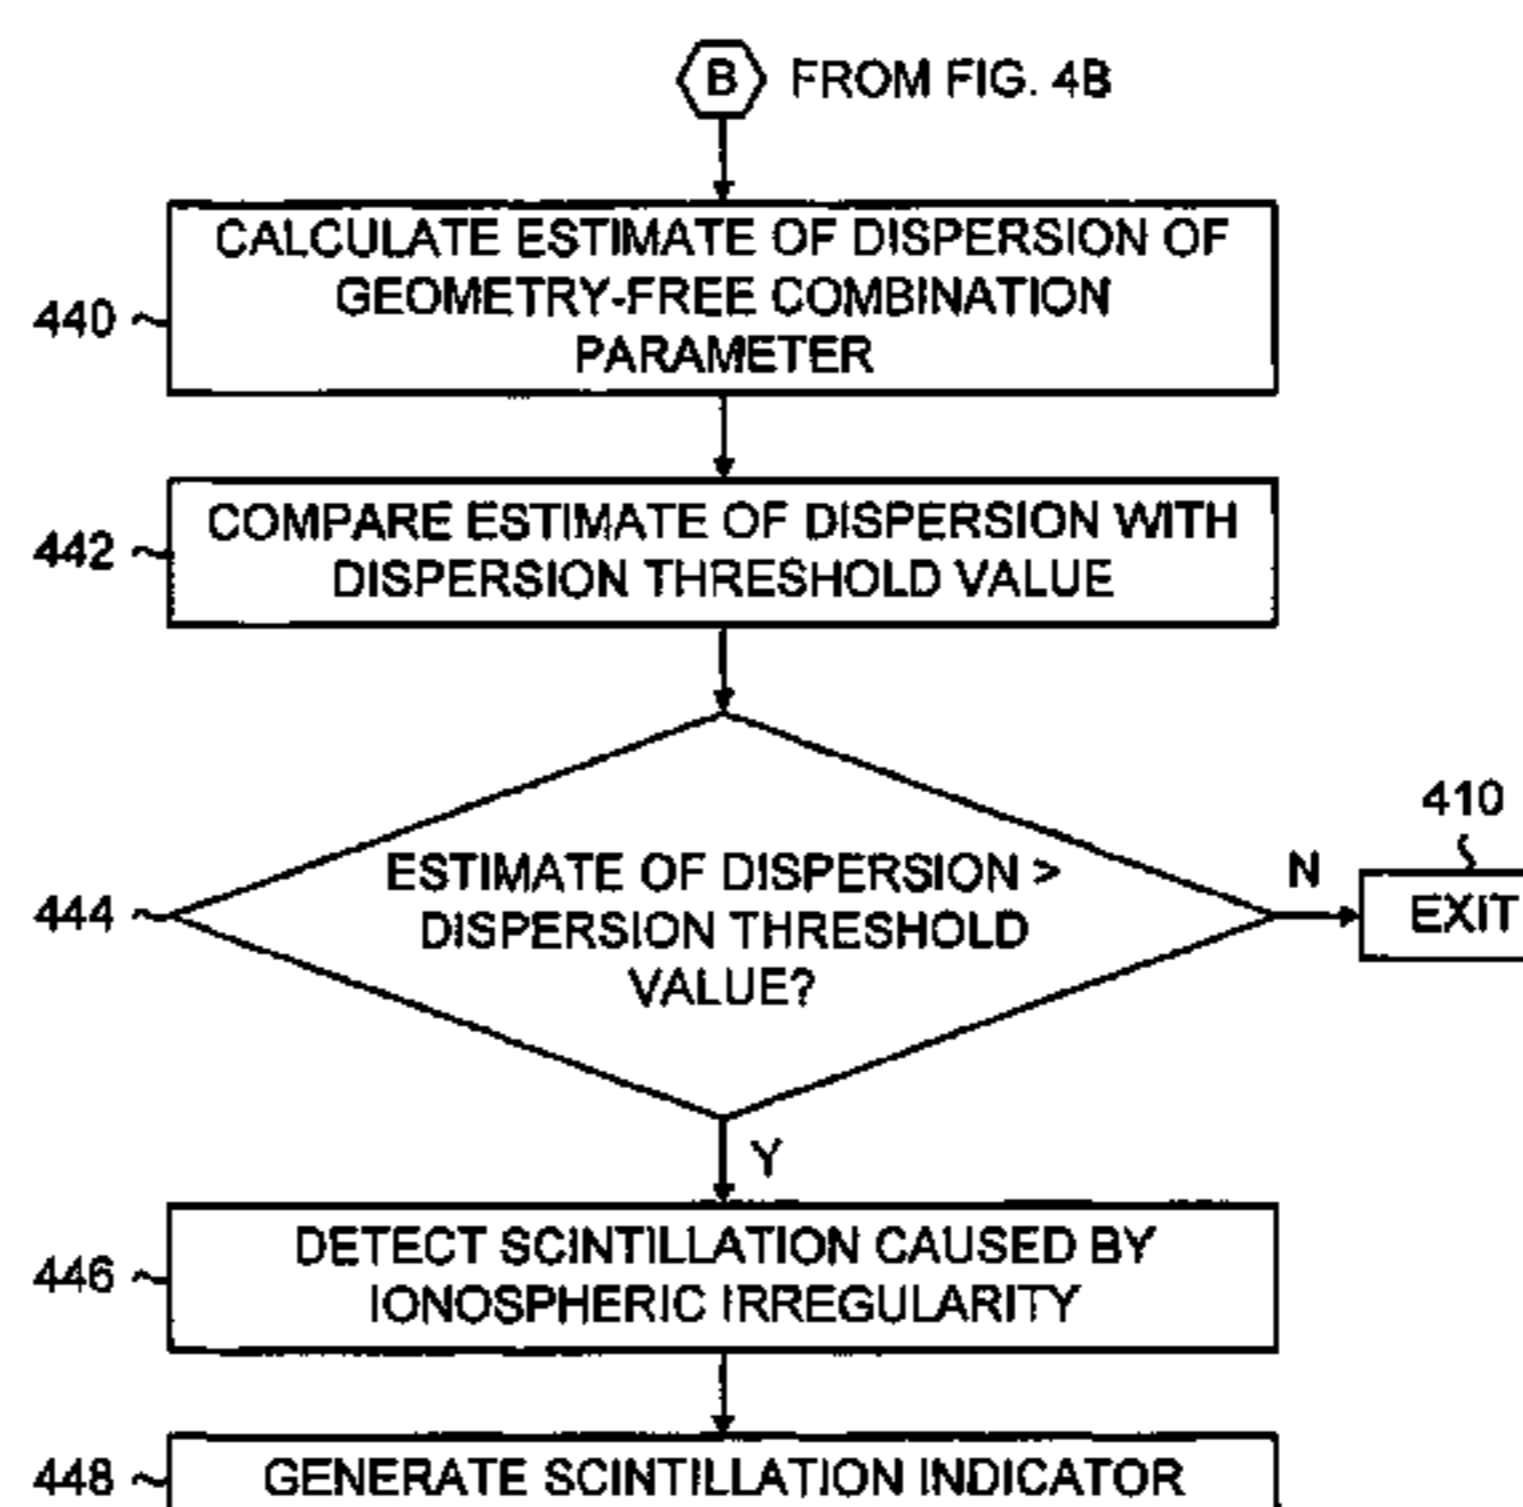 B FROM FIG. 4B
CALCULATE ESTIMATE OF DISPERSION OF
GEOMETRY-FREE COMBINATION
PARAMETER
440
COMPARE ESTIMATE OF DISPERSION WITH
DISPERSION THRESHOLD VALUE
442
410
ESTIMATE OF DISPERSION >
DISPERSION THRESHOLD
VALUE?
444
N
EXIT
Y
DETECT SCINTILLATION CAUSED BY
IONOSPHERIC IRREGULARITY
446
448
GENERATE SCINTILLATION INDICATOR